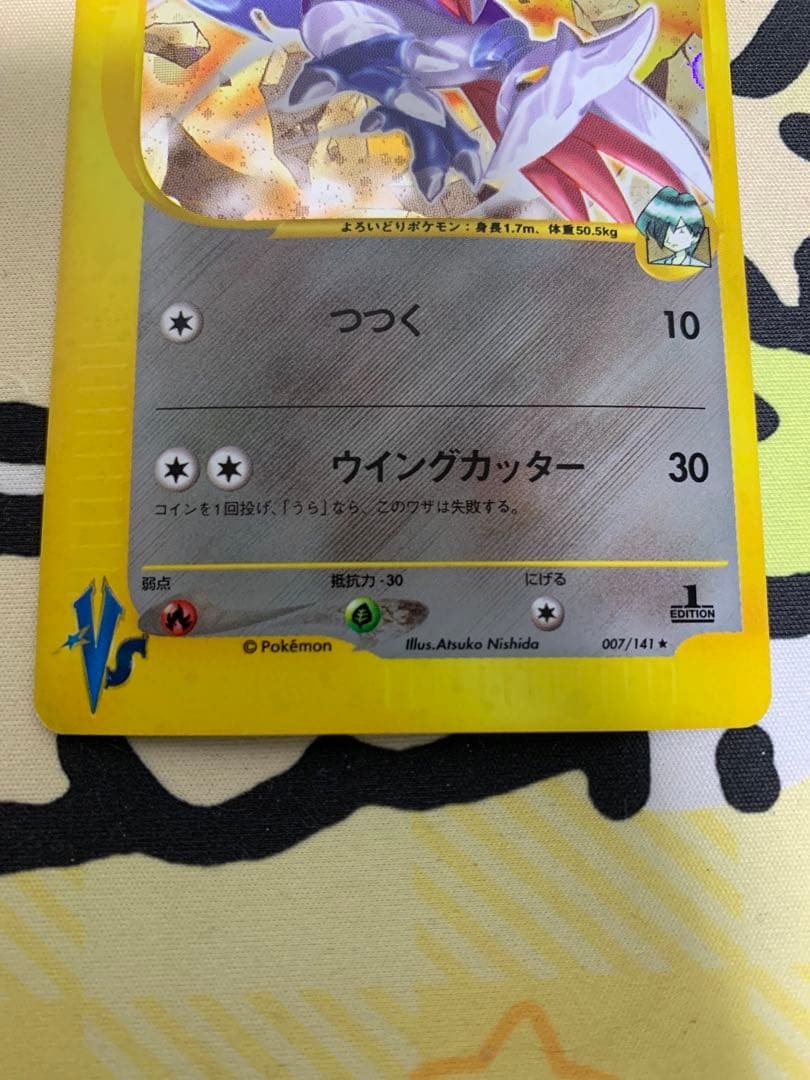 よろいどりポケモン：身長1.7m、体重50.5kg
つつく 10
ウイングカッター 30
コインを1回投げ、「うら」なら、このワザは失敗する。
弱点 抵抗力 -30 にげる
1 EDITION
VS
© Pokémon Illus.Atsuko Nishida 007/141 ★